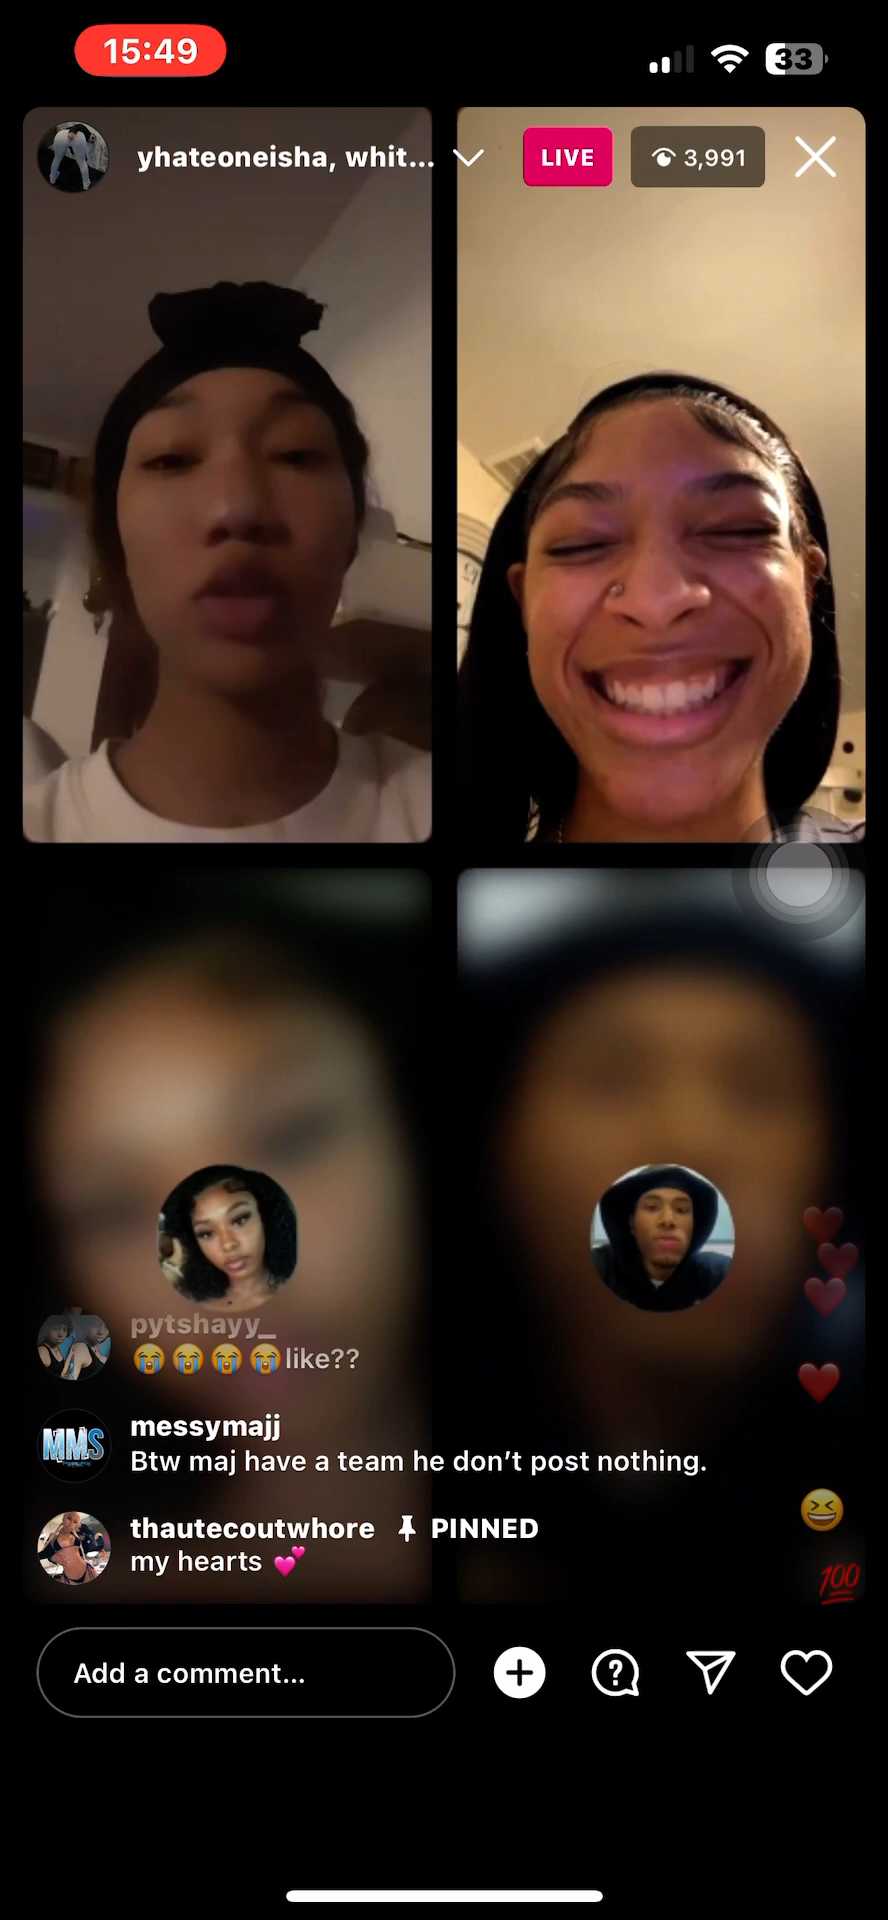 15:49
33
yhateoneisha, whit...
LIVE
3,991
pytshayy_
😭😭😭😭like??
MMS
messymajj
Btw maj have a team he don’t post nothing.
thautecoutwhore PINNED
my hearts 💕
💯
Add a comment...